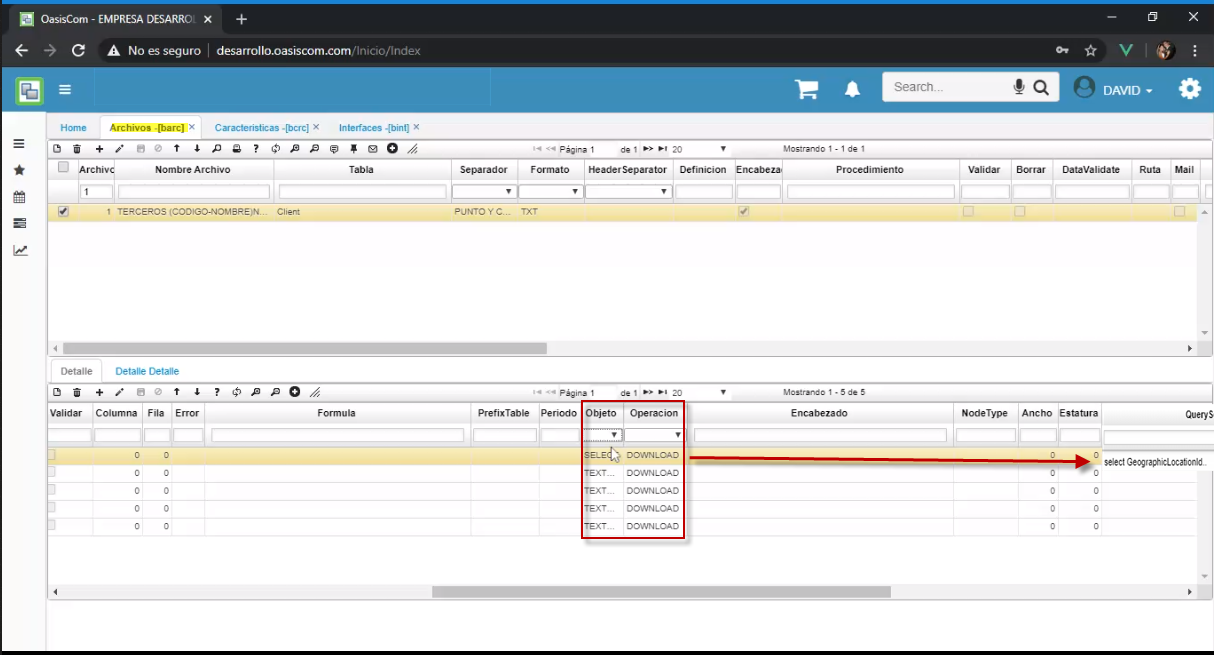 OasisCom - EMPRESA DESARROL
No es seguro desarrollo.oasiscom.com/Inicio/Index
Search...
DAVID
Home Archivos -[barc] Caracteristicas -[bcrc] Interfaces -[bint]
Página 1 de 1 20 Mostrando 1 - 1 de 1
Archivo Nombre Archivo Tabla Separador Formato HeaderSeparator Definicion Encabeza Procedimiento Validar Borrar DataValidate Ruta Mail
1
1 TERCEROS (CODIGO-NOMBRE)N... Client PUNTO Y C... TXT
Detalle Detalle Detalle
Página 1 de 1 20 Mostrando 1 - 5 de 5
Validar Columna Fila Error Formula PrefixTable Periodo Objeto Operacion Encabezado NodeType Ancho Estatura QueryS
0 0 SELEC DOWNLOAD 0 0 select GeographicLocationId..
0 0 TEXT... DOWNLOAD 0 0
0 0 TEXT... DOWNLOAD 0 0
0 0 TEXT... DOWNLOAD 0 0
0 0 TEXT... DOWNLOAD 0 0